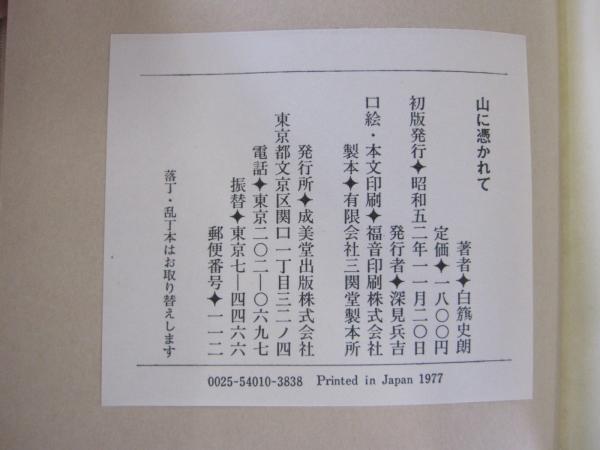 山に憑かれて
著者✦白籏史朗
定価✦一八〇〇円
初版発行✦昭和五二年一一月二〇日
発行者✦深見兵吉
口絵・本文印刷✦福音印刷株式会社
製本✦有限会社三関堂製本所
発行所✦成美堂出版株式会社
東京都文京区関口一丁目三二ノ四
電話✦東京二〇二―〇六九七
振替✦東京七―四四六六
郵便番号✦一一二
落丁・乱丁本はお取り替えします
0025-54010-3838 Printed in Japan 1977